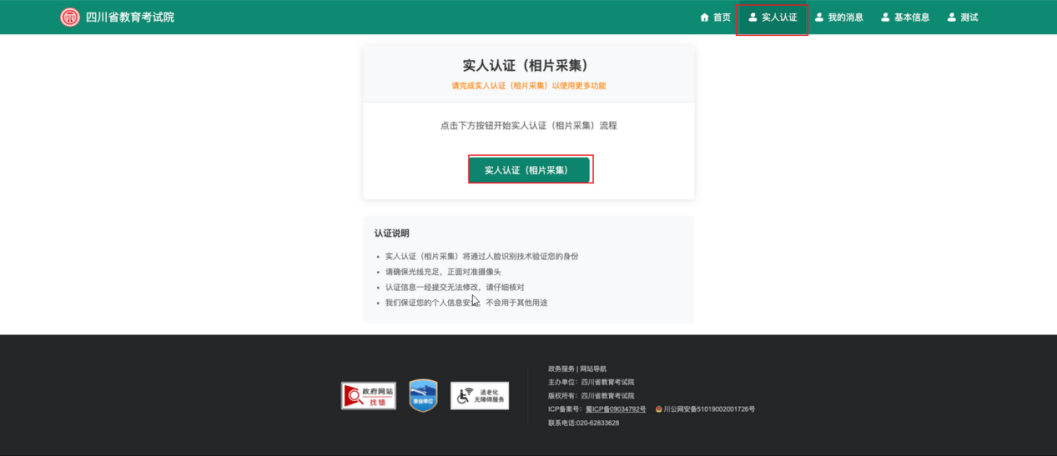 四川省教育考试院
首页 实人认证 我的消息 基本信息 测试
实人认证（相片采集）
请完成实人认证（相片采集）以使用更多功能
点击下方按钮开始实人认证（相片采集）流程
实人认证（相片采集）
认证说明
• 实人认证（相片采集）将通过人脸识别技术验证您的身份
• 请确保光线充足，正面对准摄像头
• 认证信息一经提交无法修改，请仔细核对
• 我们保证您的个人信息安全，不会用于其他用途
政府网站
找错
事业单位
适老化
无障碍服务
政务服务 | 网站导航
主办单位：四川省教育考试院
版权所有：四川省教育考试院
ICP备案号：蜀ICP备09034792号 川公网安备51019002001726号
联系电话:020-62833628